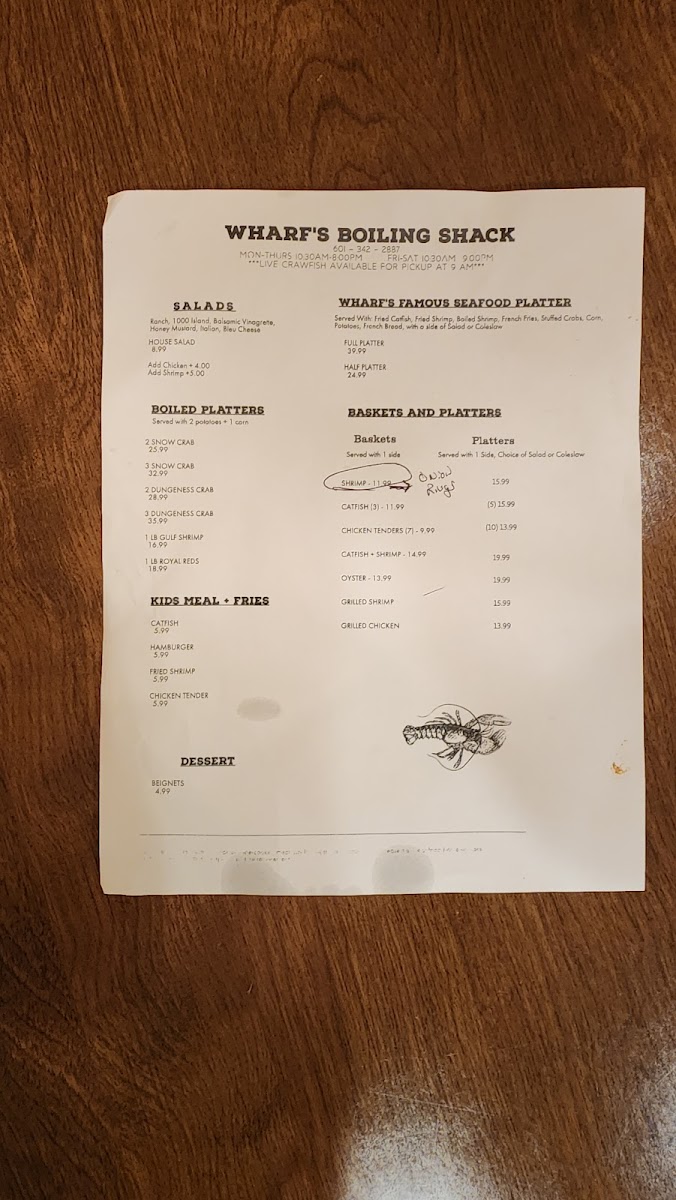 WHARF'S BOILING SHACK
601 - 342 - 2887
MON-THURS 10:30AM-8:00PM FRI-SAT 10:30AM 9:00PM
***LIVE CRAWFISH AVAILABLE FOR PICKUP AT 9 AM***
SALADS
Ranch, 1000 Island, Balsamic Vinagrete,
Honey Mustard, Italian, Bleu Cheese
HOUSE SALAD
8.99
Add Chicken + 4.00
Add Shrimp +5.00
BOILED PLATTERS
Served with 2 potatoes + 1 corn
2 SNOW CRAB
25.99
3 SNOW CRAB
32.99
2 DUNGENESS CRAB
28.99
3 DUNGENESS CRAB
35.99
1 LB GULF SHRIMP
16.99
1 LB ROYAL REDS
18.99
KIDS MEAL + FRIES
CATFISH
5.99
HAMBURGER
5.99
FRIED SHRIMP
5.99
CHICKEN TENDER
5.99
DESSERT
BEIGNETS
4.99
WHARF'S FAMOUS SEAFOOD PLATTER
Served With: Fried Catfish, Fried Shrimp, Boiled Shrimp, French Fries, Stuffed Crabs, Corn,
Potatoes, French Bread, with a side of Salad or Coleslaw
FULL PLATTER
39.99
HALF PLATTER
24.99
BASKETS AND PLATTERS
Baskets Platters
Served with 1 side Served with 1 Side, Choice of Salad or Coleslaw
SHRIMP - 11.99 Onion Rings 15.99
CATFISH (3) - 11.99 (5) 15.99
CHICKEN TENDERS (7) - 9.99 (10) 13.99
CATFISH + SHRIMP - 14.99 19.99
OYSTER - 13.99 19.99
GRILLED SHRIMP 15.99
GRILLED CHICKEN 13.99